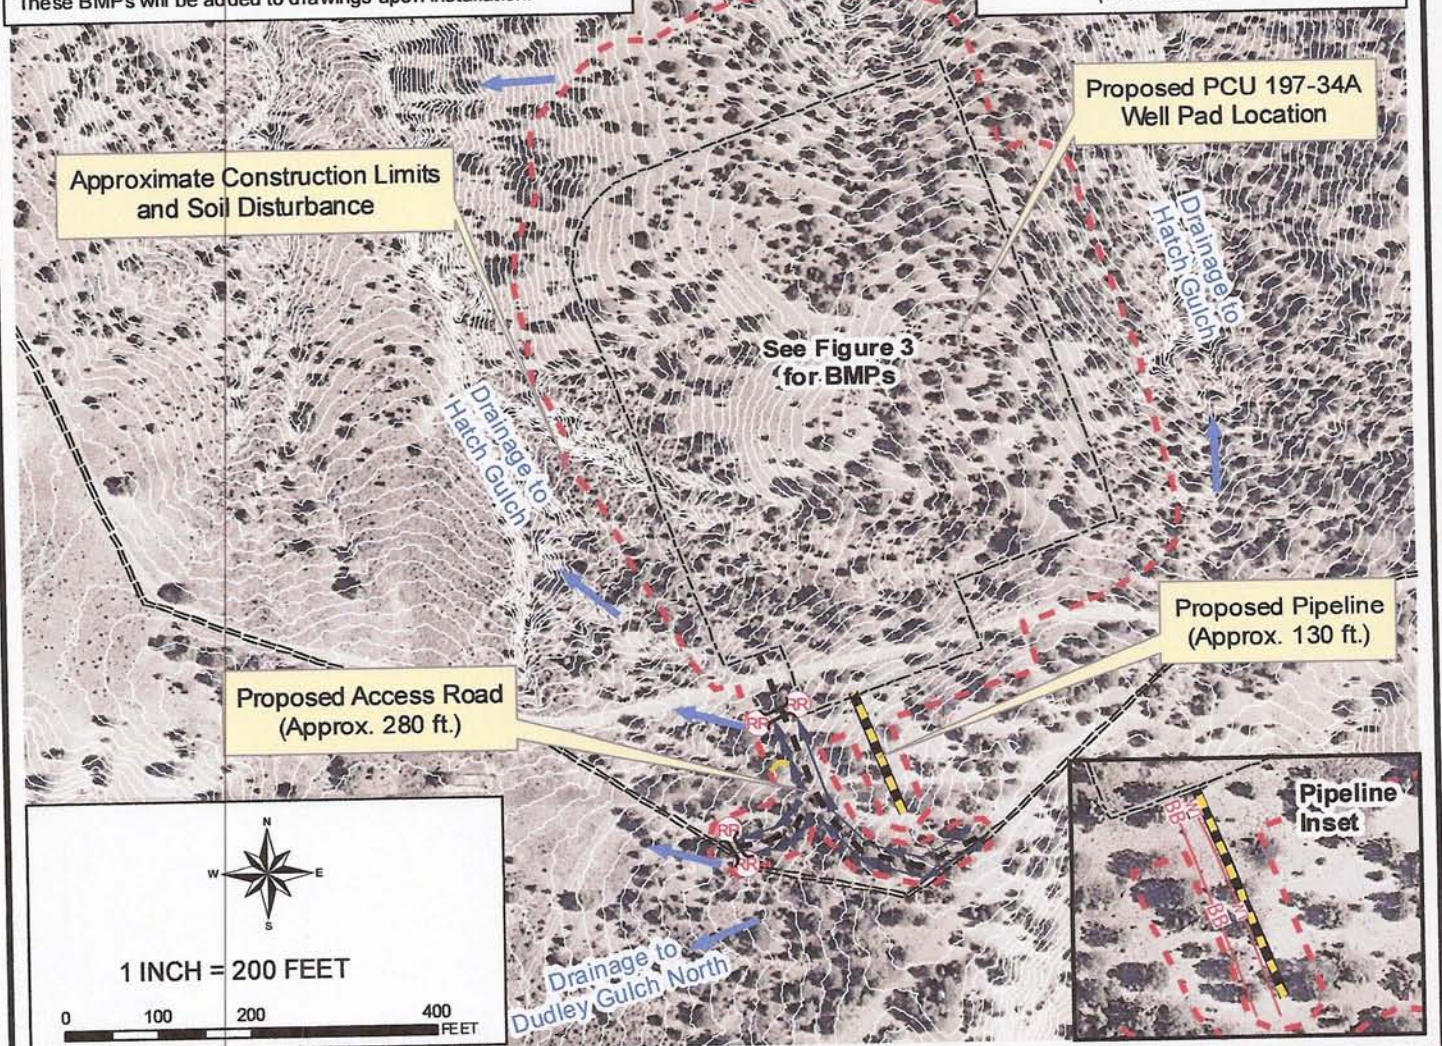 These BMPs will be added to drawings upon installation.
Proposed PCU 197-34A
Well Pad Location
Approximate Construction Limits
and Soil Disturbance
Drainage to
Hatch Gulch
See Figure 3
for BMPs
Drainage to
Hatch Gulch
Proposed Pipeline
(Approx. 130 ft.)
Proposed Access Road
(Approx. 280 ft.)
RR
RR
RR
RR
Pipeline
Inset
BB
WT
BB
N
W
E
S
1 INCH = 200 FEET
0 100 200 400
FEET
Drainage to
Dudley Gulch North